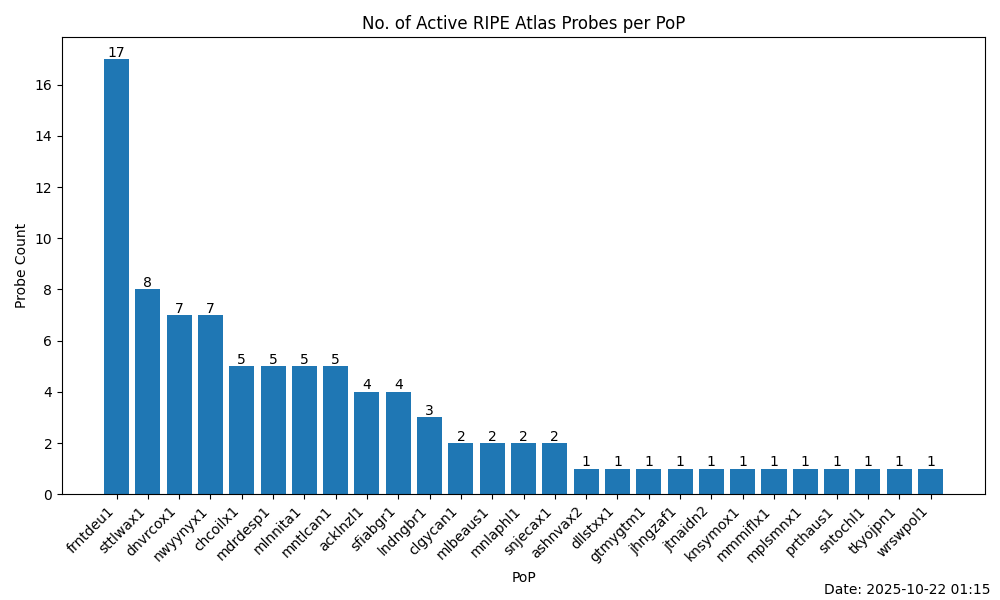 No. of Active RIPE Atlas Probes per PoP
Probe Count
16
14
12
10
8
6
4
2
0
17
8
7
7
5
5
5
5
4
4
3
2
2
2
2
1
1
1
1
1
1
1
1
1
1
1
1
frntdeu1
sttlwax1
dnvrcox1
nwyynyx1
chcoilx1
mdrdesp1
mlnnita1
mntlcan1
acklnzl1
sfiabgr1
lndngbr1
clgycan1
mlbeaus1
mnlaphl1
snjecax1
ashnvax2
dllstxx1
gtmygtm1
jhngzaf1
jtnaidn2
knsymox1
mmmiflx1
mplsmnx1
prthaus1
sntochl1
tkyojpn1
wrswpol1
PoP
Date: 2025-10-22 01:15